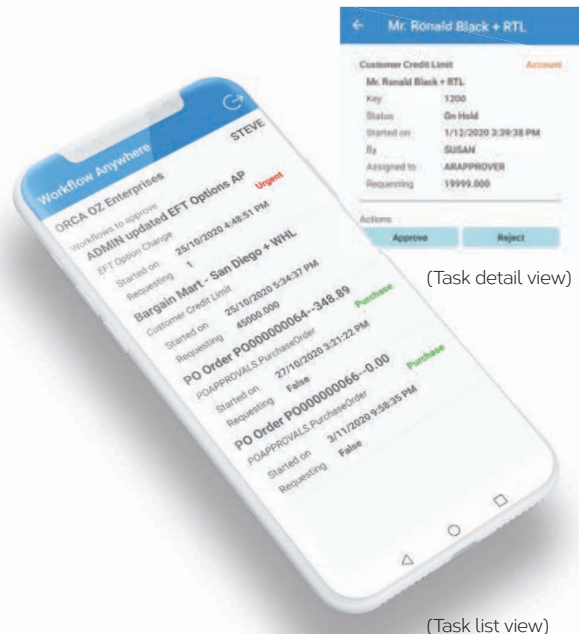 Mr. Ronald Black + RTL
Customer Credit Limit Account
Mr. Ronald Black + RTL
Key 1200
Status On Hold
Started on 1/12/2020 3:39:38 PM
By SUSAN
Assigned to ARAPPROVER
Requesting 19999.000
Actions
Approve Reject
(Task detail view)
Workflow Anywhere
ORCA OZ Enterprises STEVE
Workflows to approve
ADMIN updated EFT Options AP
EFT Option Change Urgent
Started on 25/10/2020 4:48:51 PM
Requesting 1
Bargain Mart - San Diego + WHL
Customer Credit Limit
Started on 25/10/2020 5:34:37 PM
Requesting 45000.000
PO Order PO000000064--348.89
POAPPROVALS.PurchaseOrder Purchase
Started on 27/10/2020 3:21:22 PM
Requesting False
PO Order PO000000066--0.00
POAPPROVALS.PurchaseOrder Purchase
Started on 3/11/2020 9:58:35 PM
Requesting False
(Task list view)